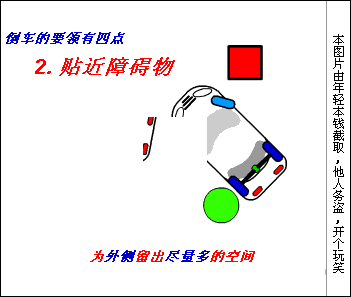 倒车的要领有四点
2. 贴近障碍物
为外侧留出尽量多的空间
本图片由年轻本钱截取，他人务盗，开个玩笑